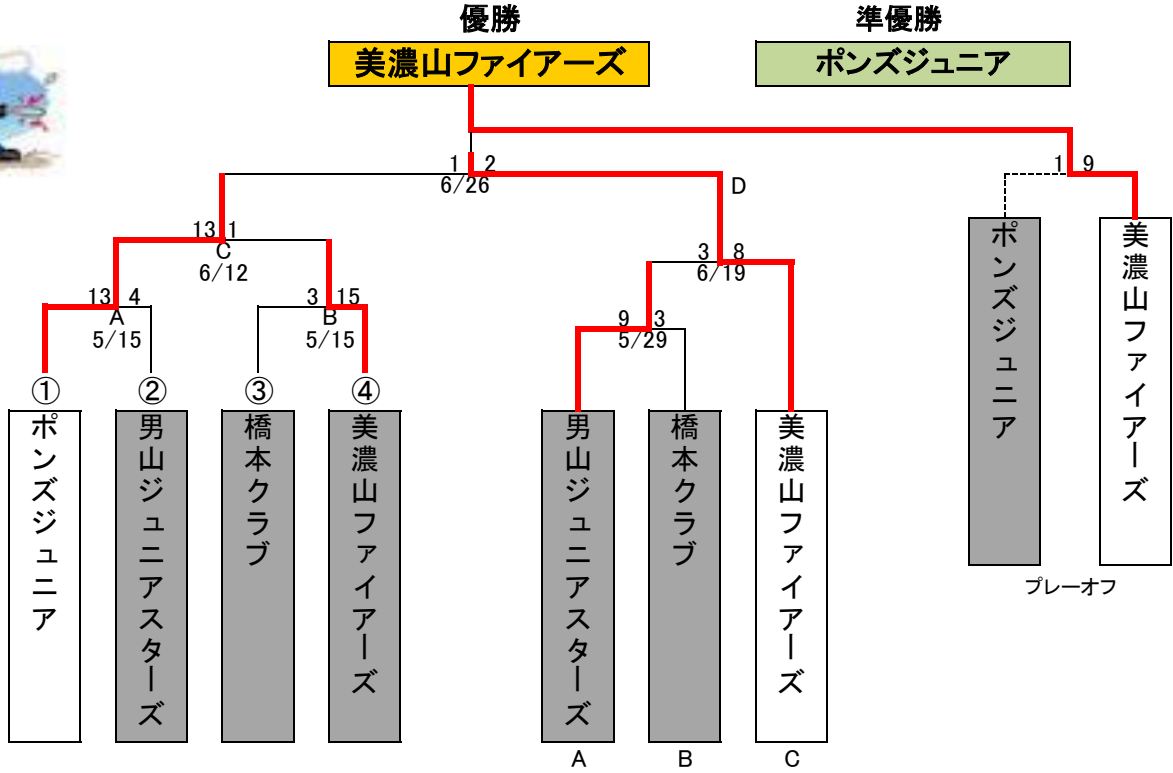 優勝
準優勝
美濃山ファイアーズ
ポンズジュニア
1 2
6/26
D
1 9
13 1
C
6/12
3 8
6/19
13 4
A
5/15
3 15
B
5/15
9 3
5/29
①
②
③
④
ポンズジュニア
男山ジュニアスターズ
橋本クラブ
美濃山ファイアーズ
男山ジュニアスターズ
橋本クラブ
美濃山ファイアーズ
ポンズジュニア
美濃山ファイアーズ
プレーオフ
A
B
C